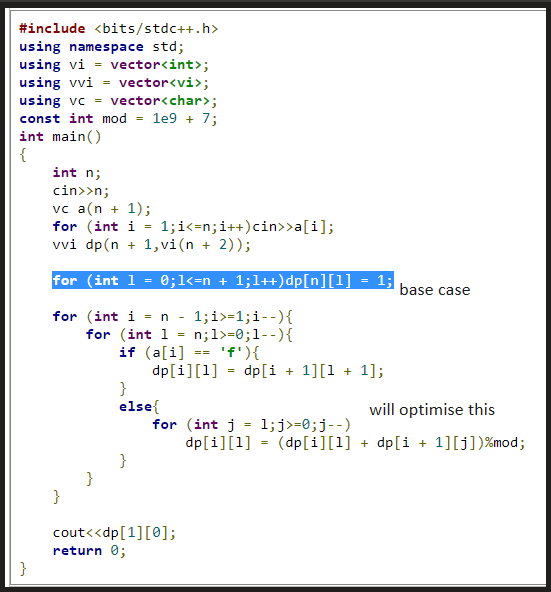 #include <bits/stdc++.h>
using namespace std;
using vi = vector<int>;
using vvi = vector<vi>;
using vc = vector<char>;
const int mod = 1e9 + 7;
int main()
{
    int n;
    cin>>n;
    vc a(n + 1);
    for (int i = 1;i<=n;i++)cin>>a[i];
    vvi dp(n + 1,vi(n + 2));
    for (int l = 0;l<=n + 1;l++)dp[n][l] = 1;
base case
    for (int i = n - 1;i>=1;i--){
        for (int l = n;l>=0;l--){
            if (a[i] == 'f'){
                dp[i][l] = dp[i + 1][l + 1];
            }
            else{
will optimise this
                for (int j = l;j>=0;j--)
                    dp[i][l] = (dp[i][l] + dp[i + 1][j])%mod;
            }
        }
    }
    cout<<dp[1][0];
    return 0;
}